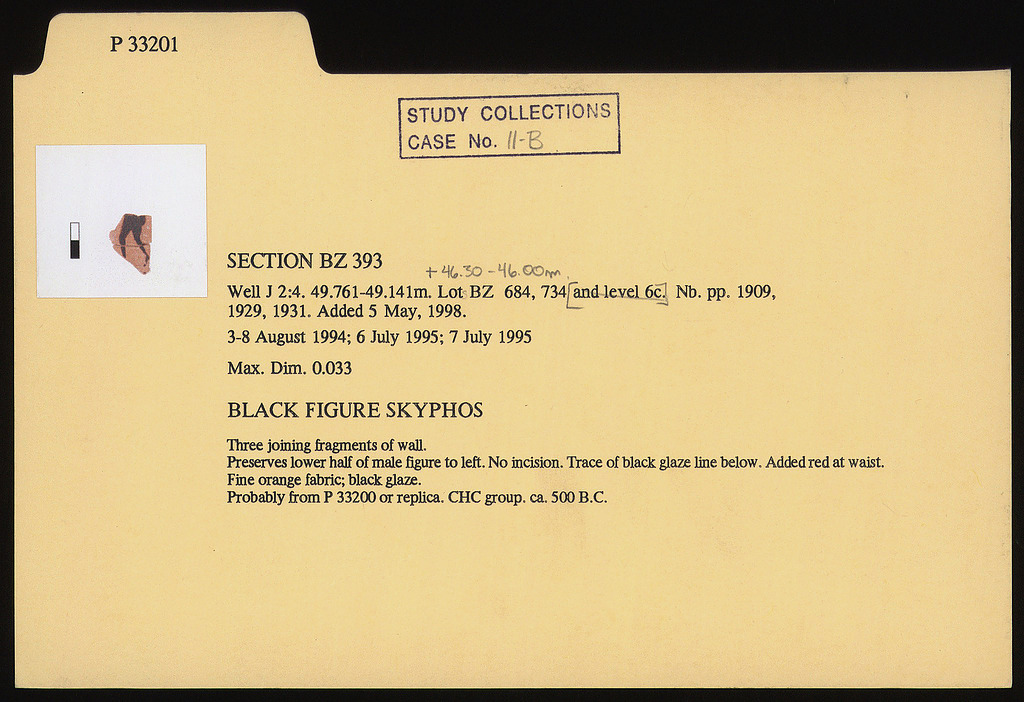 P 33201
STUDY COLLECTIONS
CASE No. 11-B
SECTION BZ 393
+ 46.30 - 46.00m.
Well J 2:4. 49.761-49.141m. Lot BZ 684, 734 [and level 6c.] Nb. pp. 1909,
1929, 1931. Added 5 May, 1998.
3-8 August 1994; 6 July 1995; 7 July 1995
Max. Dim. 0.033
BLACK FIGURE SKYPHOS
Three joining fragments of wall.
Preserves lower half of male figure to left. No incision. Trace of black glaze line below. Added red at waist.
Fine orange fabric; black glaze.
Probably from P 33200 or replica. CHC group. ca. 500 B.C.